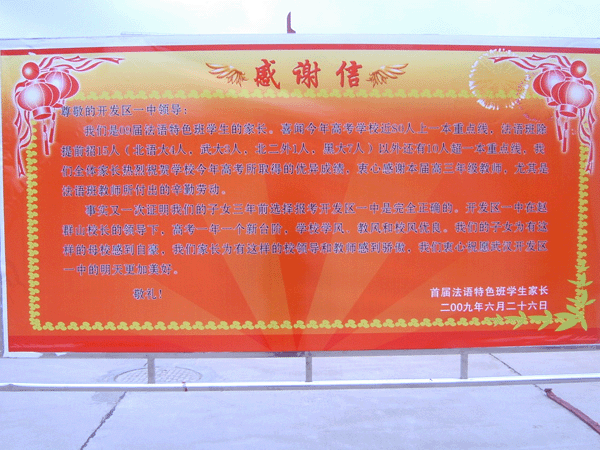 感谢信
尊敬的开发区一中领导:
我们是09届法语特色班学生的家长。喜闻今年高考学校近80人上一本重点线,法语班除
提前招15人(北语大4人,武大3人,北二外1人,黑大7人)以外还有10人超一本重点线。我
们全体家长热烈祝贺学校今年高考所取得的优异成绩,衷心感谢本届高三年级教师,尤其是
法语班教师所付出的辛勤劳动。
事实又一次证明我们的子女三年前选择报考开发区一中是完全正确的。开发区一中在赵
群山校长的领导下,高考一年一个新台阶,学校学风、教风和校风优良。我们的子女为有这
样的母校感到自豪,我们家长为有这样的校领导和教师感到骄傲,我们衷心祝愿武汉开发区
一中的明天更加美好。
敬礼!
首届法语特色班学生家长
二00九年六月二十六日